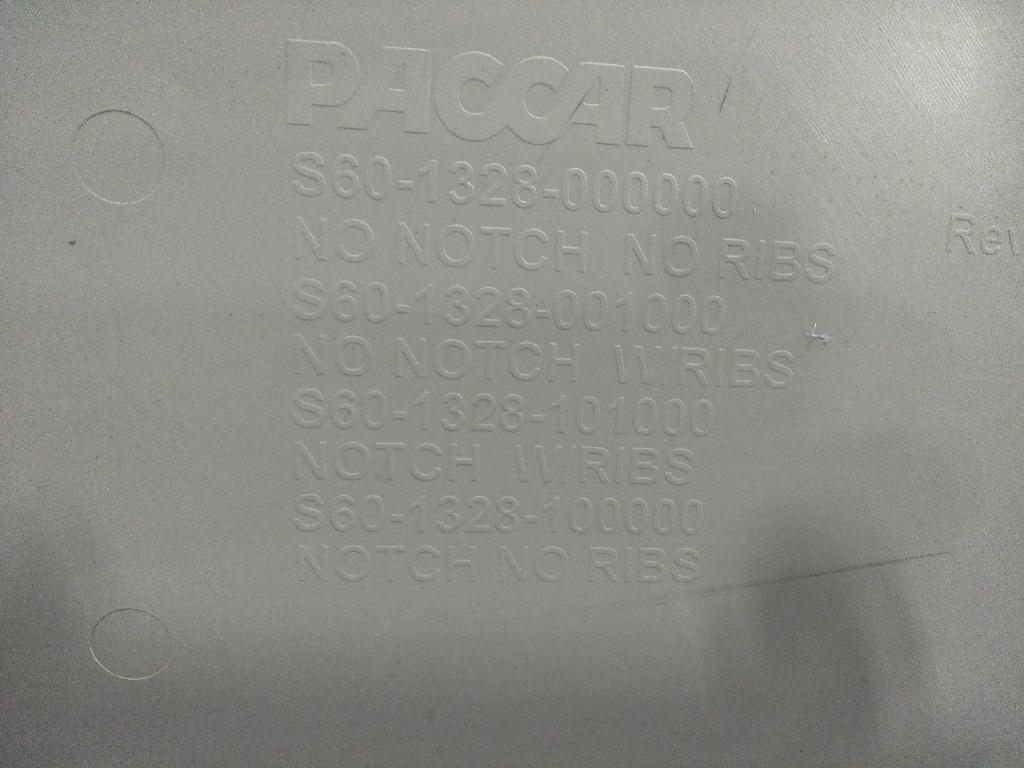 PACCAR
S60-1328-000000
NO NOTCH NO RIBS
Rev
S60-1328-001000
NO NOTCH W/RIBS
S60-1328-101000
NOTCH W/RIBS
S60-1328-100000
NOTCH NO RIBS